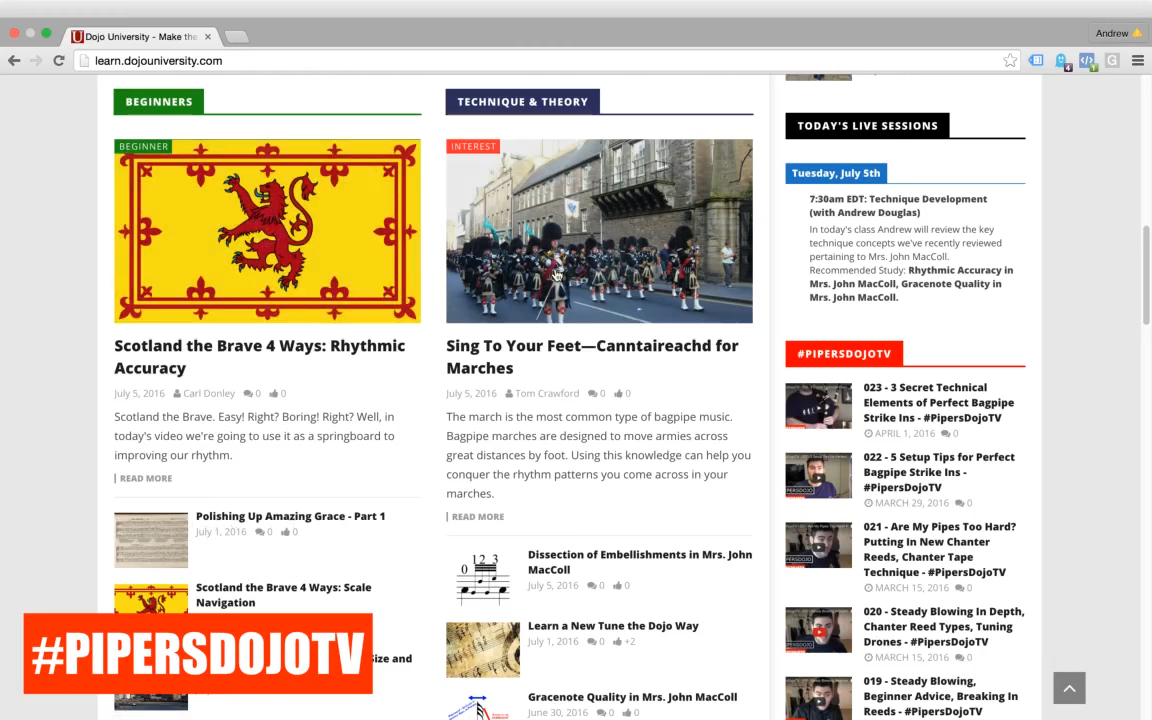 Dojo University - Make the
Andrew
learn.dojouniversity.com
BEGINNERS
BEGINNER
Scotland the Brave 4 Ways: Rhythmic
Accuracy
July 5, 2016 Carl Donley 0 0
Scotland the Brave. Easy! Right? Boring! Right? Well, in
today's video we're going to use it as a springboard to
improving our rhythm.
READ MORE
Polishing Up Amazing Grace - Part 1
July 1, 2016 0 0
Scotland the Brave 4 Ways: Scale
Navigation
Size and
#PIPERSDOJOTV
TECHNIQUE & THEORY
INTEREST
Sing To Your Feet—Canntaireachd for
Marches
July 5, 2016 Tom Crawford 0 0
The march is the most common type of bagpipe music.
Bagpipe marches are designed to move armies across
great distances by foot. Using this knowledge can help you
conquer the rhythm patterns you come across in your
marches.
READ MORE
0 1 2 3
Dissection of Embellishments in Mrs. John
MacColl
July 5, 2016 0 0
Learn a New Tune the Dojo Way
July 1, 2016 0 +2
Gracenote Quality in Mrs. John MacColl
June 30, 2016 0 0
TODAY'S LIVE SESSIONS
Tuesday, July 5th
7:30am EDT: Technique Development
(with Andrew Douglas)
In today's class Andrew will review the key
technique concepts we've recently reviewed
pertaining to Mrs. John MacColl.
Recommended Study: Rhythmic Accuracy in
Mrs. John MacColl, Gracenote Quality in
Mrs. John MacColl.
#PIPERSDOJOTV
023 - 3 Secret Technical
Elements of Perfect Bagpipe
Strike Ins - #PipersDojoTV
APRIL 1, 2016 0
022 - 5 Setup Tips for Perfect
Bagpipe Strike Ins -
#PipersDojoTV
MARCH 29, 2016 0
021 - Are My Pipes Too Hard?
Putting In New Chanter
Reeds, Chanter Tape
Technique - #PipersDojoTV
MARCH 15, 2016 0
020 - Steady Blowing In Depth,
Chanter Reed Types, Tuning
Drones - #PipersDojoTV
MARCH 15, 2016 0
019 - Steady Blowing,
Beginner Advice, Breaking In
Reeds - #PipersDojoTV